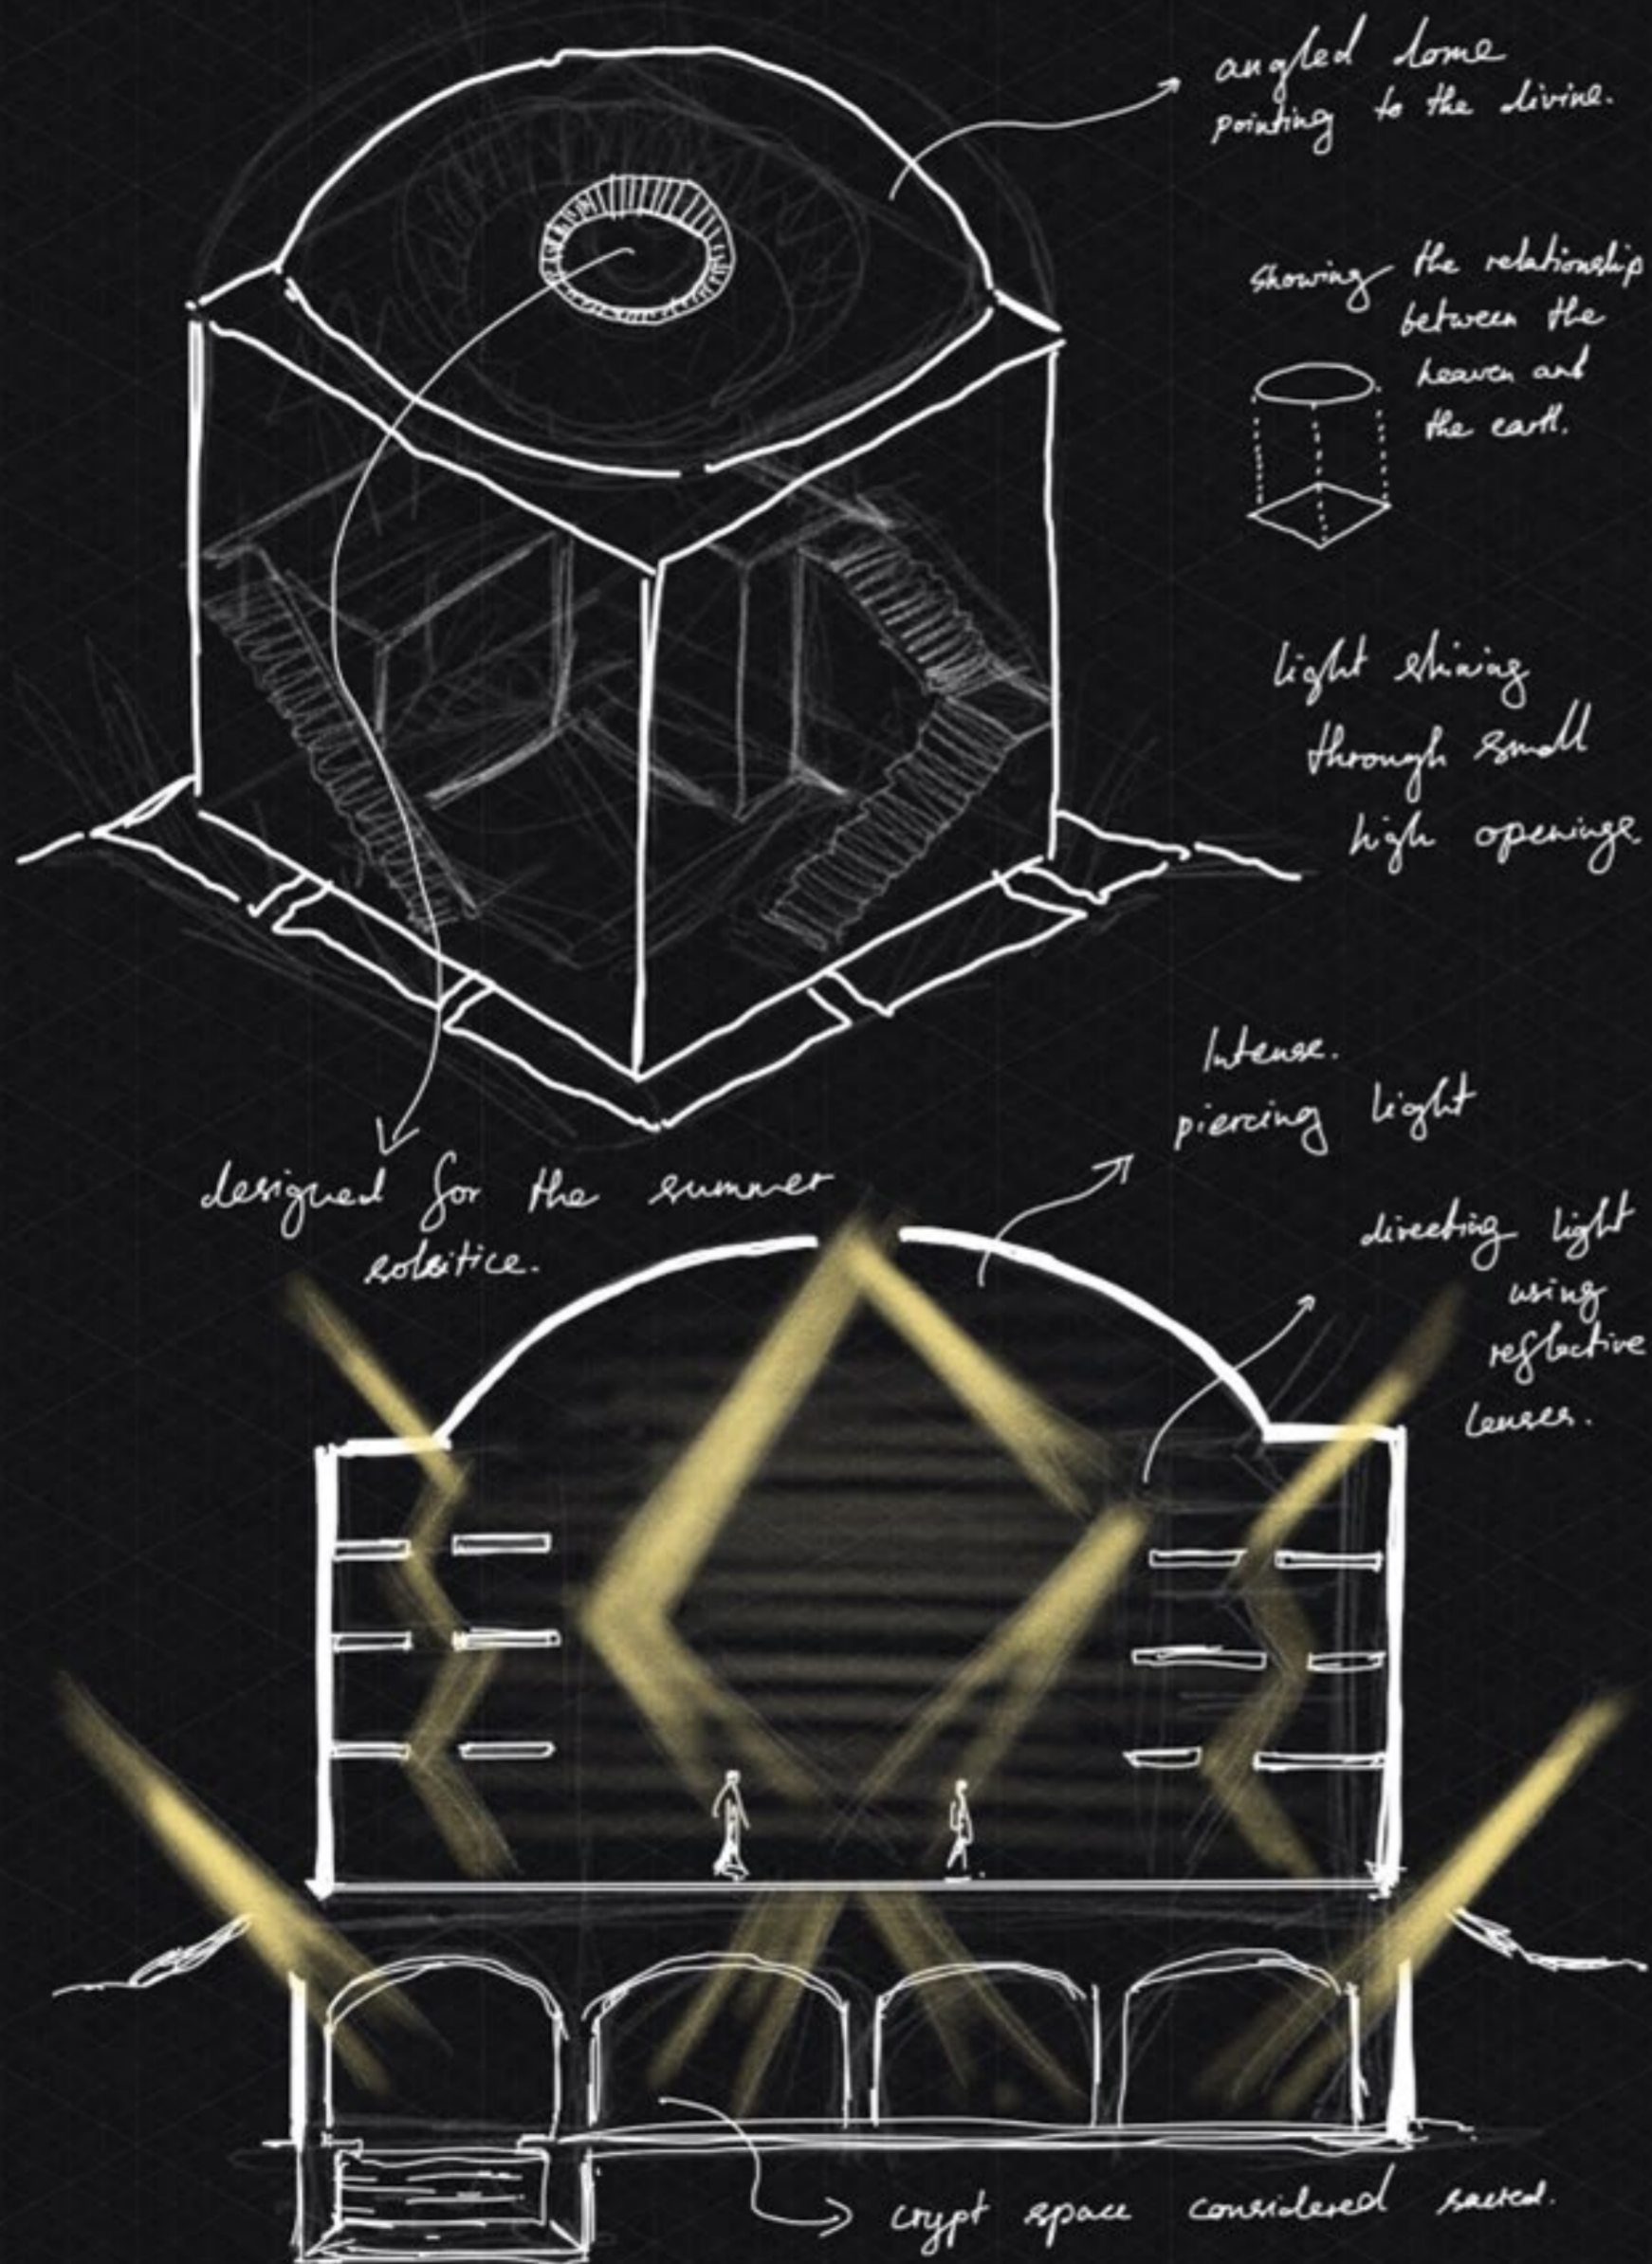 angled dome
pointing to the divine.
showing the relationship
between the
heaven and
the earth.
light shining
through small
high openings
Intense.
piercing light
designed for the summer
solsitice.
directing light
using
reflective
lenses.
crypt space considered sacred.